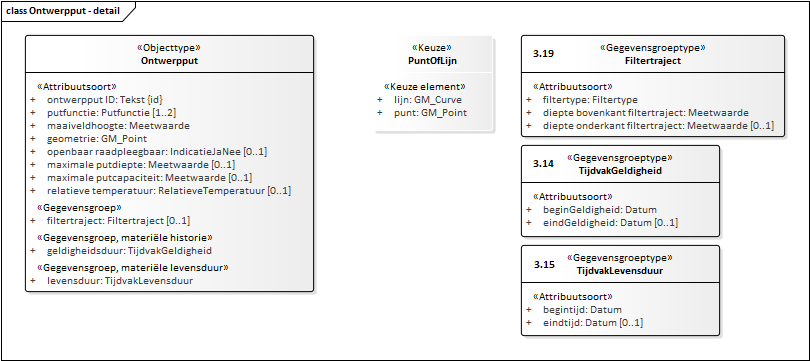 class Ontwerpput - detail
«Objecttype»
Ontwerpput
«Attribuutsoort»
+ ontwerpput ID: Tekst {id}
+ putfunctie: Putfunctie [1..2]
+ maaiveldhoogte: Meetwaarde
+ geometrie: GM_Point
+ openbaar raadpleegbaar: IndicatieJaNee [0..1]
+ maximale putdiepte: Meetwaarde [0..1]
+ maximale putcapaciteit: Meetwaarde [0..1]
+ relatieve temperatuur: RelatieveTemperatuur [0..1]
«Gegevensgroep»
+ filtertraject: Filtertraject [0..1]
«Gegevensgroep, materiële historie»
+ geldigheidsduur: TijdvakGeldigheid
«Gegevensgroep, materiële levensduur»
+ levensduur: TijdvakLevensduur
«Keuze»
PuntOfLijn
«Keuze element»
+ lijn: GM_Curve
+ punt: GM_Point
3.19 «Gegevensgroeptype»
Filtertraject
«Attribuutsoort»
+ filtertype: Filtertype
+ diepte bovenkant filtertraject: Meetwaarde
+ diepte onderkant filtertraject: Meetwaarde [0..1]
3.14 «Gegevensgroeptype»
TijdvakGeldigheid
«Attribuutsoort»
+ beginGeldigheid: Datum
+ eindGeldigheid: Datum [0..1]
3.15 «Gegevensgroeptype»
TijdvakLevensduur
«Attribuutsoort»
+ begintijd: Datum
+ eindtijd: Datum [0..1]